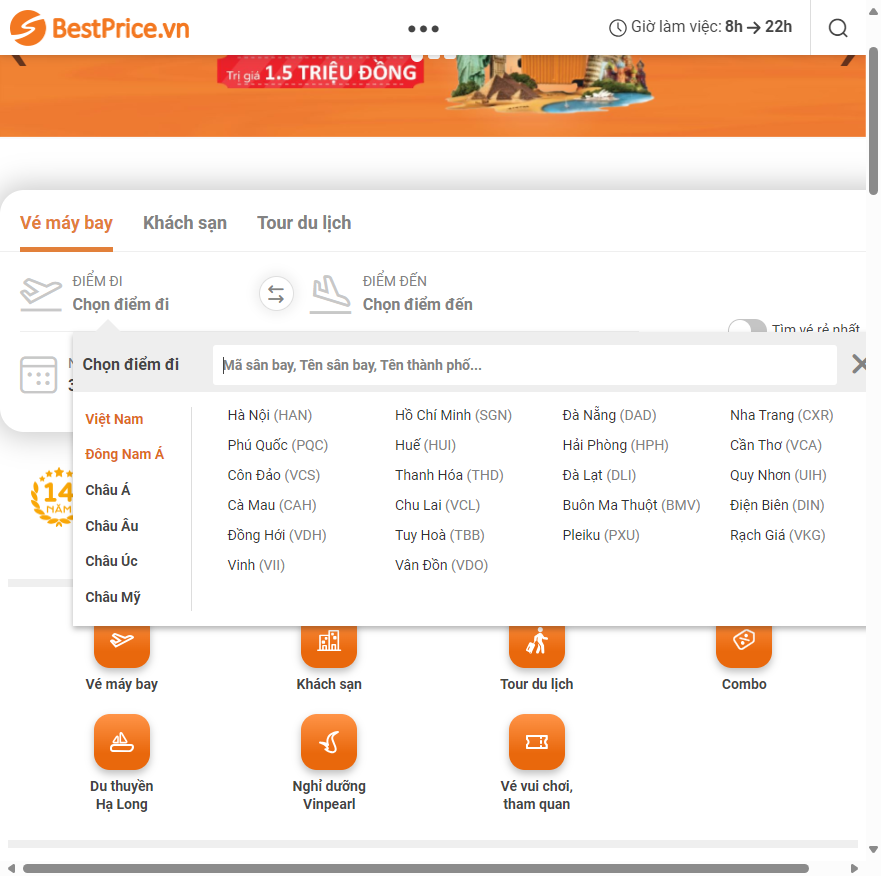 BestPrice.vn
Giờ làm việc: 8h → 22h
Trị giá 1.5 TRIỆU ĐỒNG
Vé máy bay
Khách sạn
Tour du lịch
ĐIỂM ĐI
Chọn điểm đi
ĐIỂM ĐẾN
Chọn điểm đến
Tìm vé rẻ nhất
Chọn điểm đi
Mã sân bay, Tên sân bay, Tên thành phố...
Việt Nam
Đông Nam Á
Châu Á
Châu Âu
Châu Úc
Châu Mỹ
Hà Nội (HAN)
Hồ Chí Minh (SGN)
Đà Nẵng (DAD)
Nha Trang (CXR)
Phú Quốc (PQC)
Huế (HUI)
Hải Phòng (HPH)
Cần Thơ (VCA)
Côn Đảo (VCS)
Thanh Hóa (THD)
Đà Lạt (DLI)
Quy Nhơn (UIH)
Cà Mau (CAH)
Chu Lai (VCL)
Buôn Ma Thuột (BMV)
Điện Biên (DIN)
Đồng Hới (VDH)
Tuy Hoà (TBB)
Pleiku (PXU)
Rạch Giá (VKG)
Vinh (VII)
Vân Đồn (VDO)
14
NĂM
Vé máy bay
Khách sạn
Tour du lịch
Combo
Du thuyền
Hạ Long
Nghỉ dưỡng
Vinpearl
Vé vui chơi,
tham quan